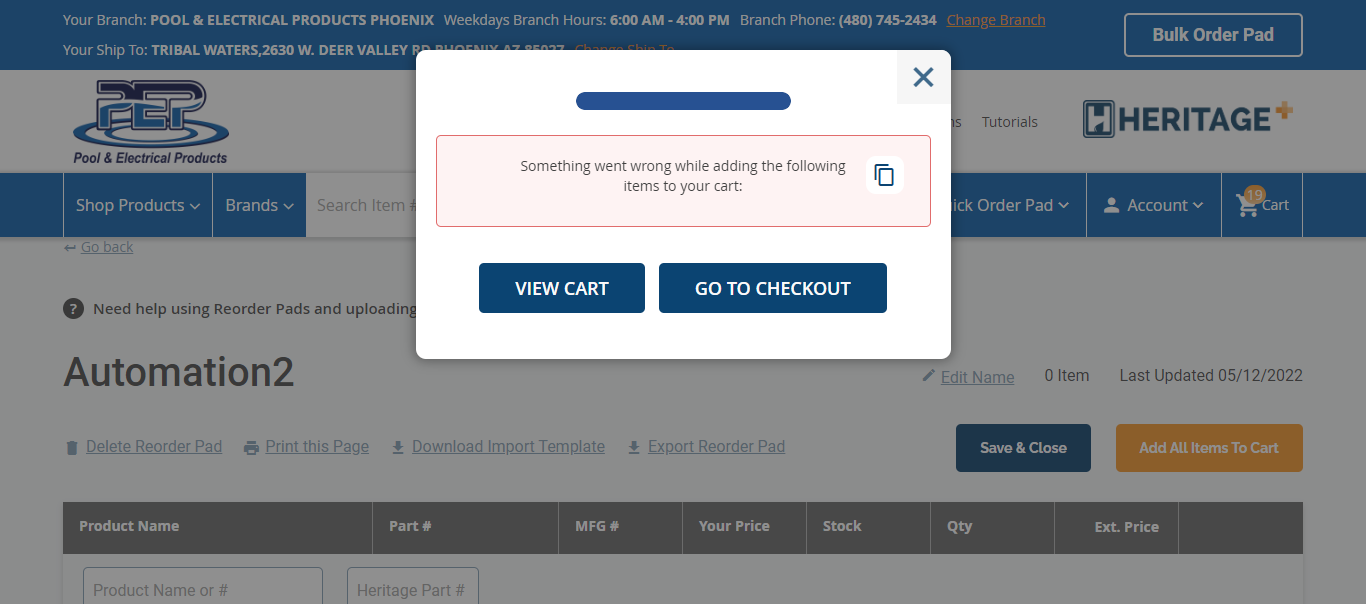 Your Branch: POOL & ELECTRICAL PRODUCTS PHOENIX Weekdays Branch Hours: 6:00 AM - 4:00 PM Branch Phone: (480) 745-2434 Change Branch
Bulk Order Pad
Your Ship To: TRIBAL WATERS,2630 W. DEER VALLEY RD PHOENIX AZ 85027 Change Ship To
PEP
Pool & Electrical Products
Tutorials
HERITAGE+
Something went wrong while adding the following
items to your cart:
Shop Products
Brands
Search Item #
Order Pad
Account
19
Cart
VIEW CART
GO TO CHECKOUT
Go back
? Need help using Reorder Pads and uploading
Automation2
Edit Name
0 Item
Last Updated 05/12/2022
Delete Reorder Pad
Print this Page
Download Import Template
Export Reorder Pad
Save & Close
Add All Items To Cart
Product Name
Part #
MFG #
Your Price
Stock
Qty
Ext. Price
Product Name or #
Heritage Part #